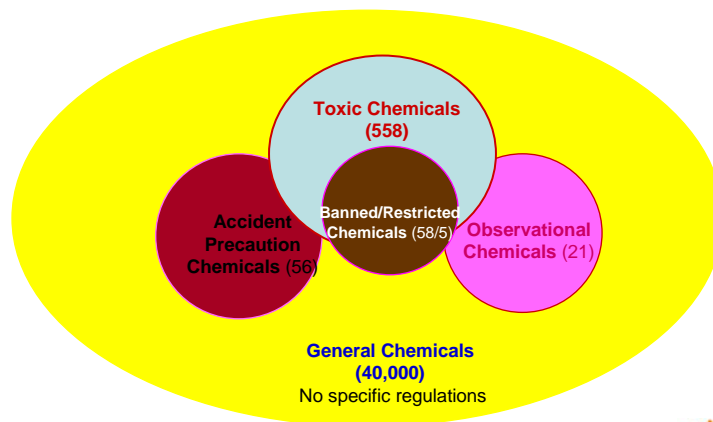 Toxic Chemicals
(558)
Banned/Restricted
Chemicals (58/5)
Accident
Precaution
Chemicals (56)
Observational
Chemicals (21)
General Chemicals
(40,000)
No specific regulations